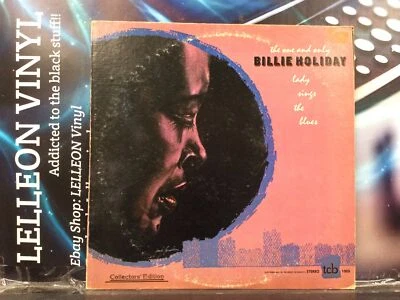 LELLEON VINYL
Addicted to the black stuff!!
Ebay Shop: LELLEON Vinyl
the one and only
BILLIE HOLIDAY
lady
sings
the
blues
Collectors' Edition
STEREO
tcb